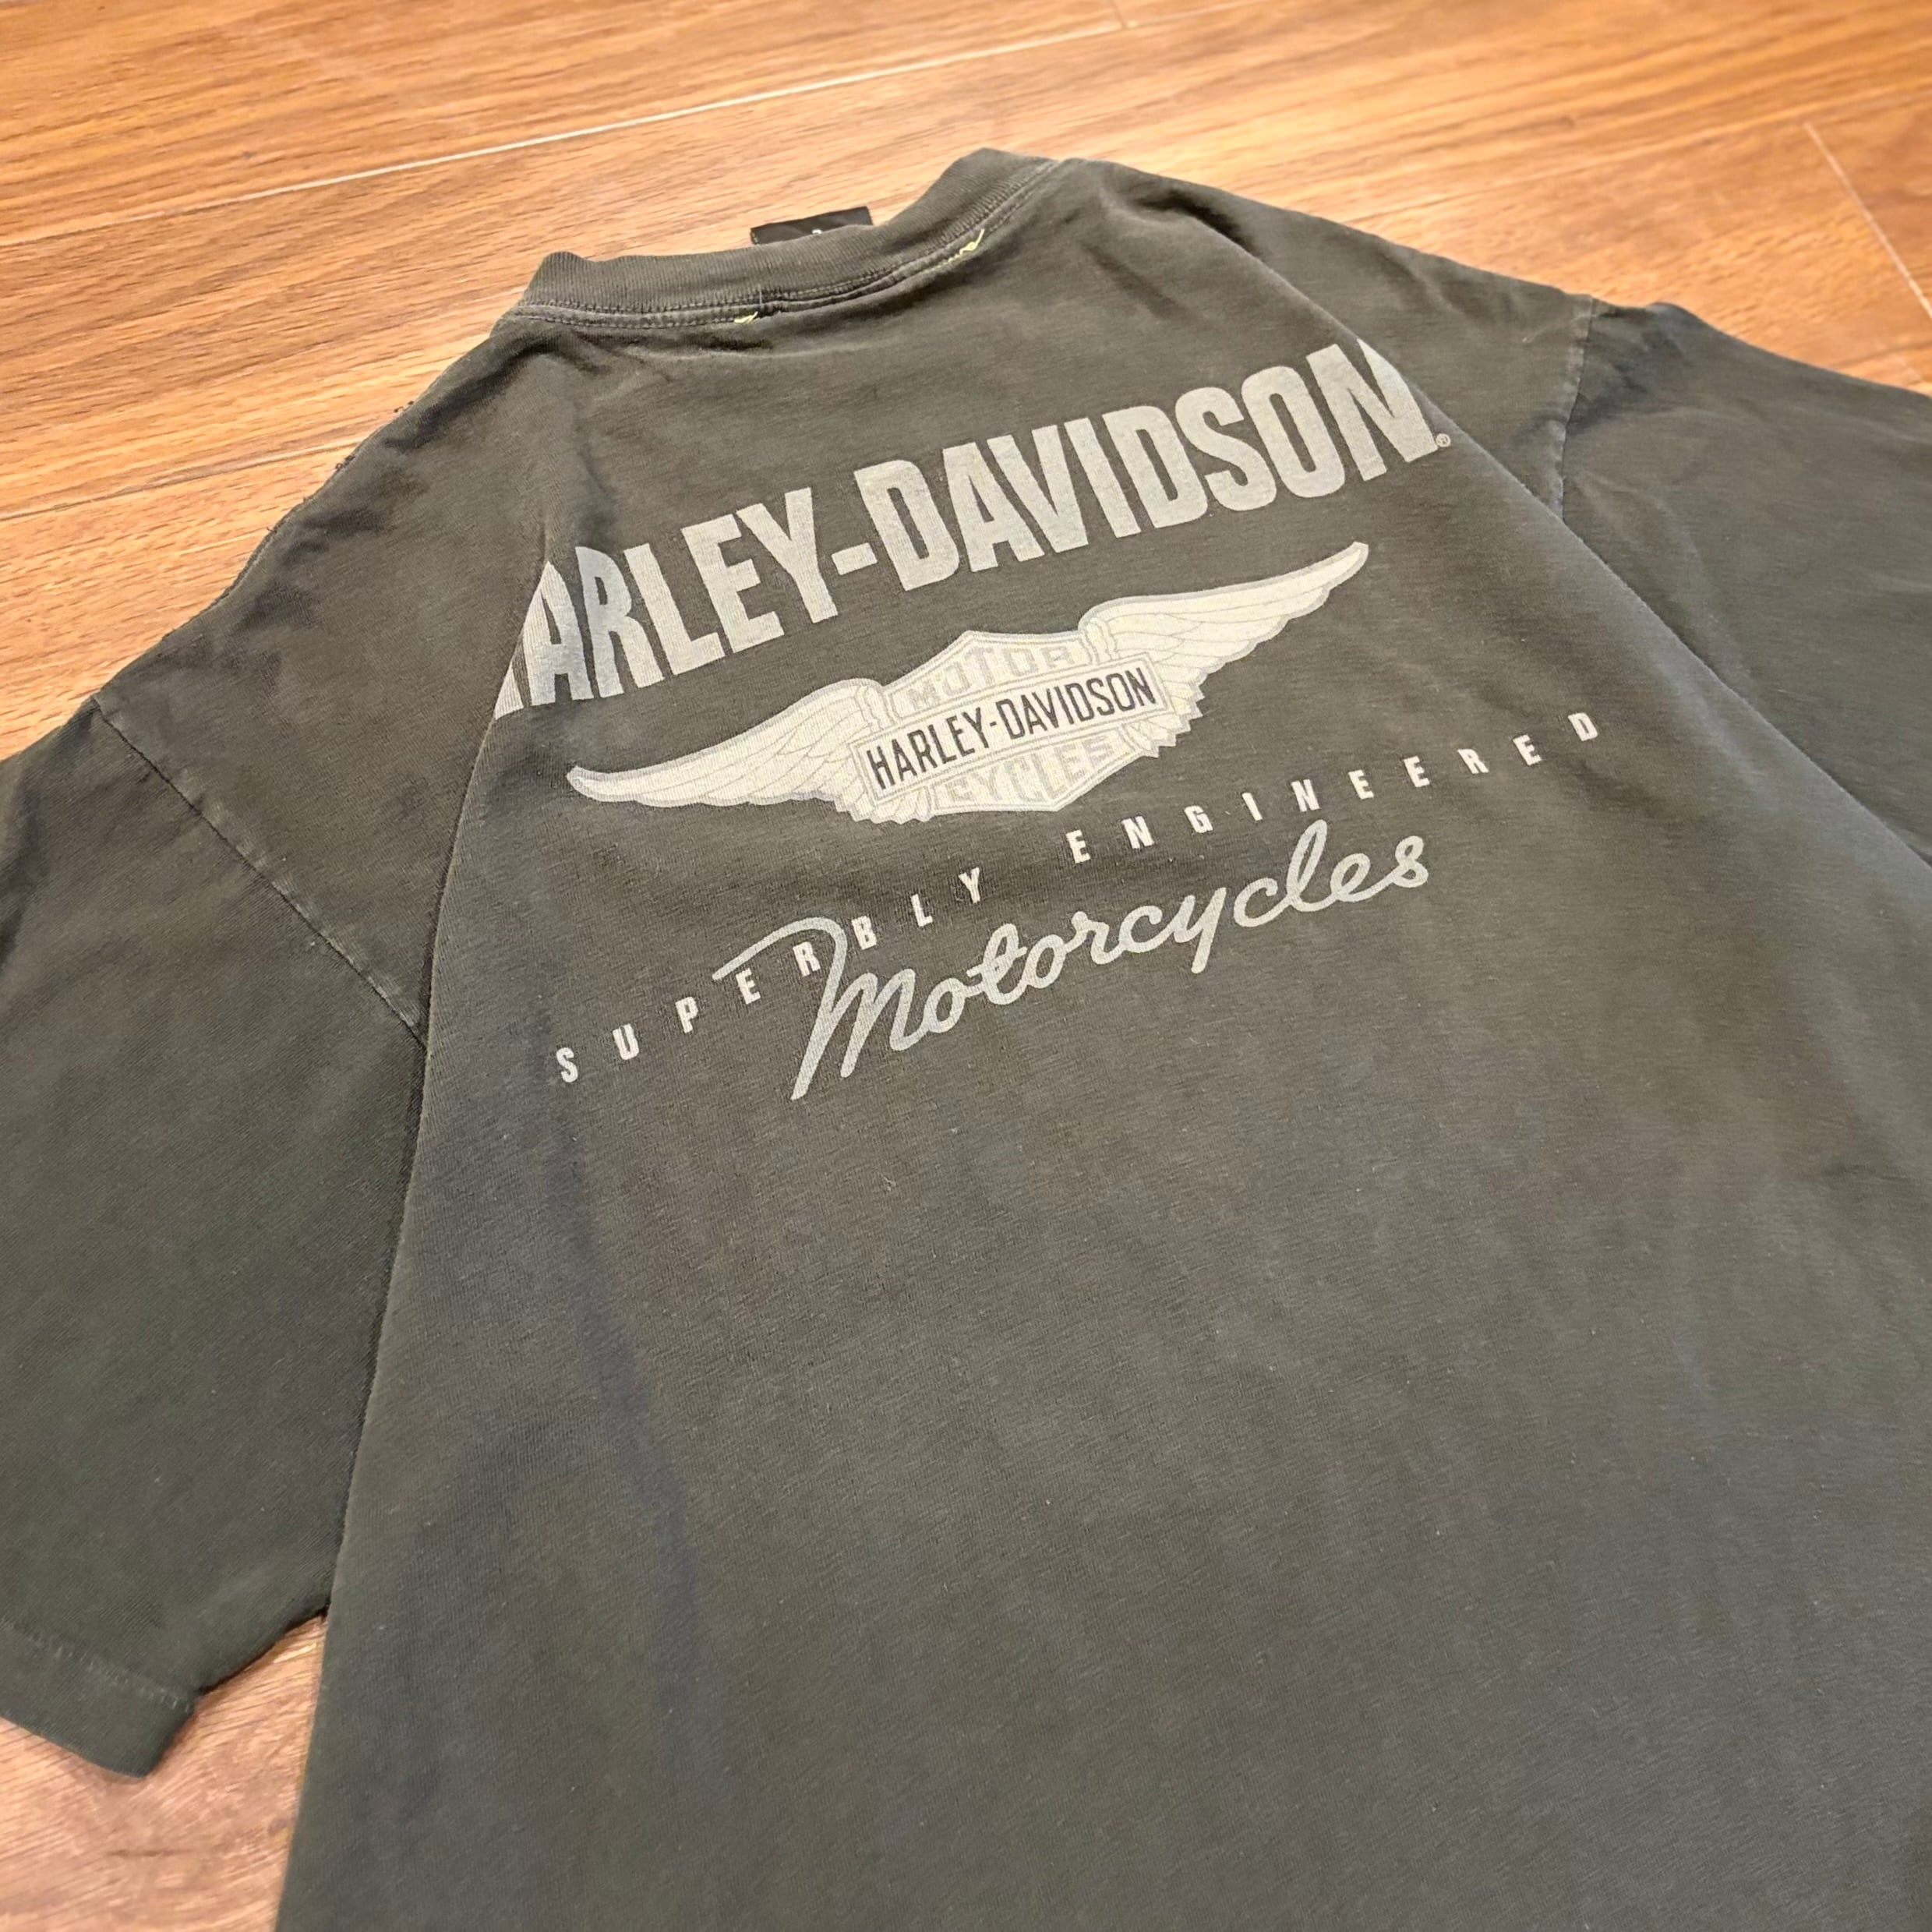 HARLEY-DAVIDSON®
MOTOR
HARLEY-DAVIDSON
CYCLES
SUPERBLY ENGINEERED
Motorcycles